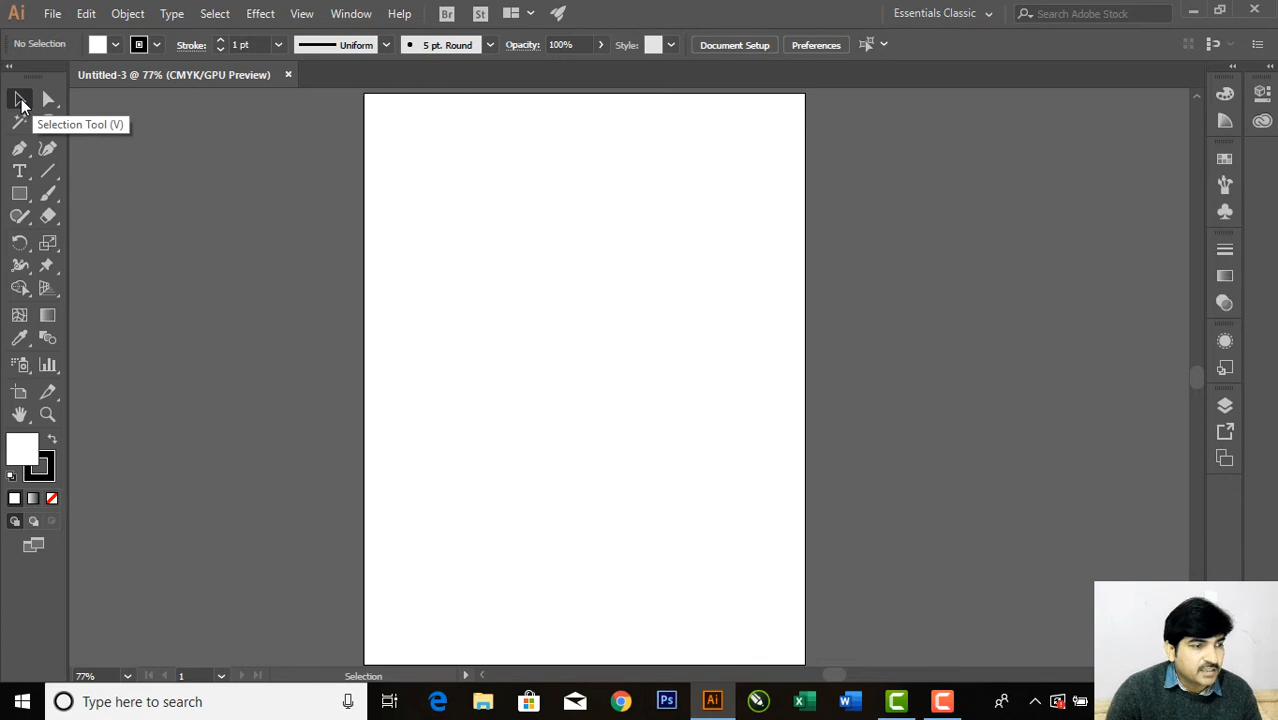 Ai File Edit Object Type Select Effect View Window Help Br St Essentials Classic Search Adobe Stock
No Selection Stroke: 1 pt Uniform 5 pt. Round Opacity: 100% Style: Document Setup Preferences
Untitled-3 @ 77% (CMYK/GPU Preview)
Selection Tool (V)
T
77% 1 Selection
Type here to search Ps Ai